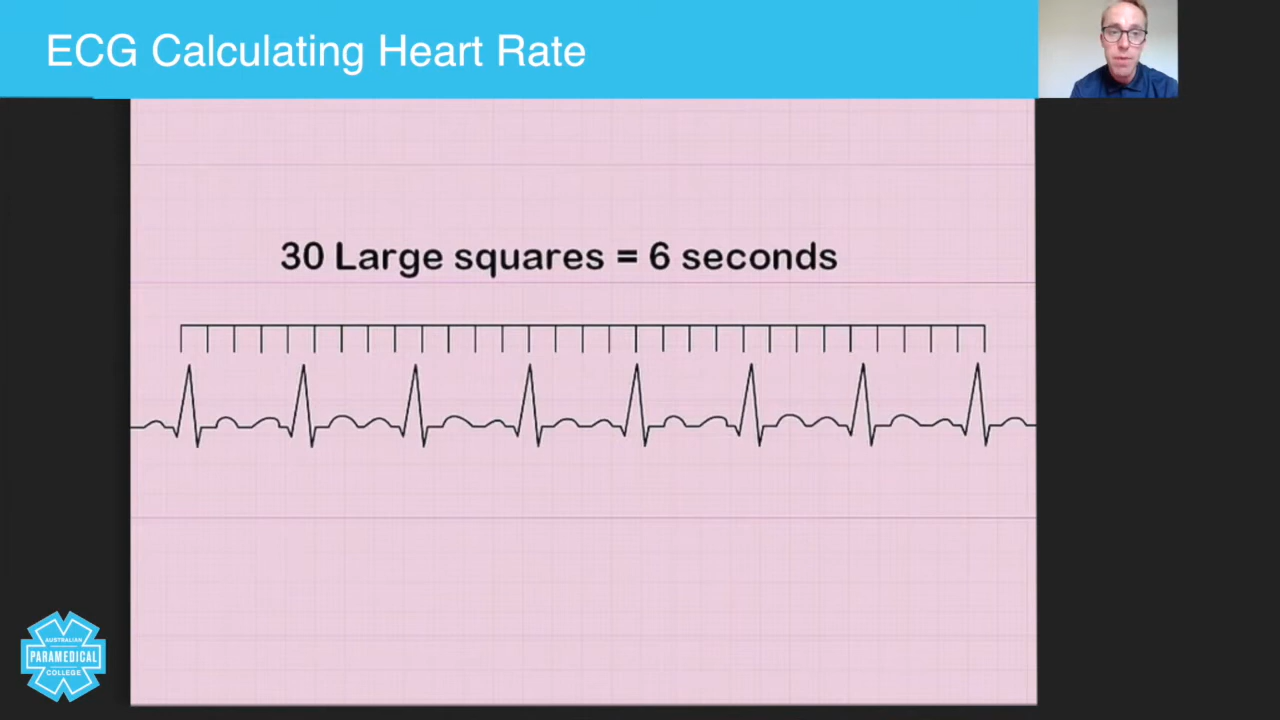 ECG Calculating Heart Rate
30 Large squares = 6 seconds
AUSTRALIAN
PARAMEDICAL
COLLEGE